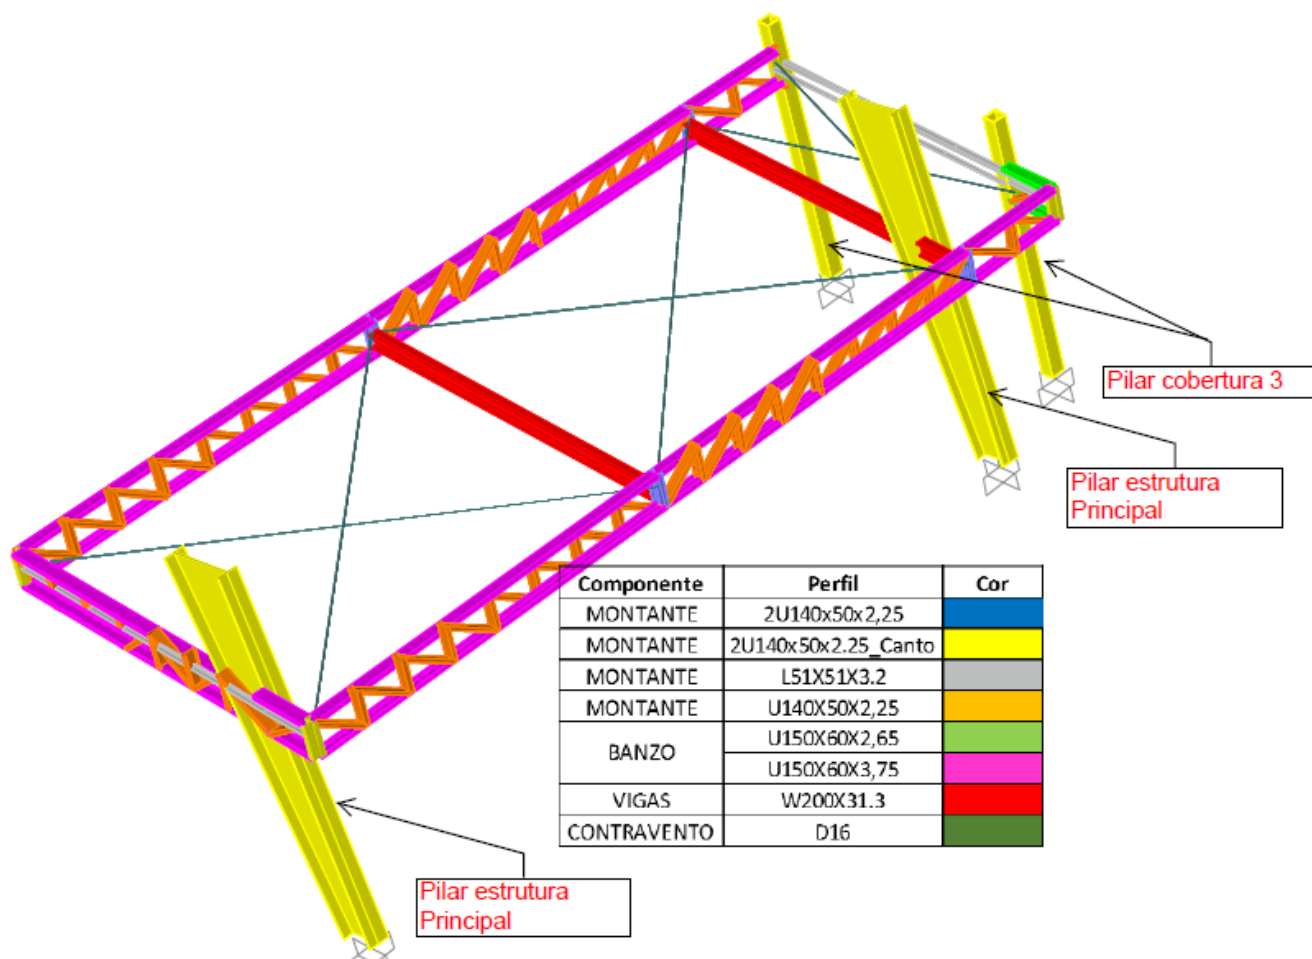 Pilar cobertura 3
Pilar estrutura
Principal
Componente Perfil Cor
MONTANTE 2U140x50x2,25
MONTANTE 2U140x50x2.25_Canto
MONTANTE L51X51X3.2
MONTANTE U140X50X2,25
BANZO U150X60X2,65
U150X60X3,75
VIGAS W200X31.3
CONTRAVENTO D16
Pilar estrutura
Principal